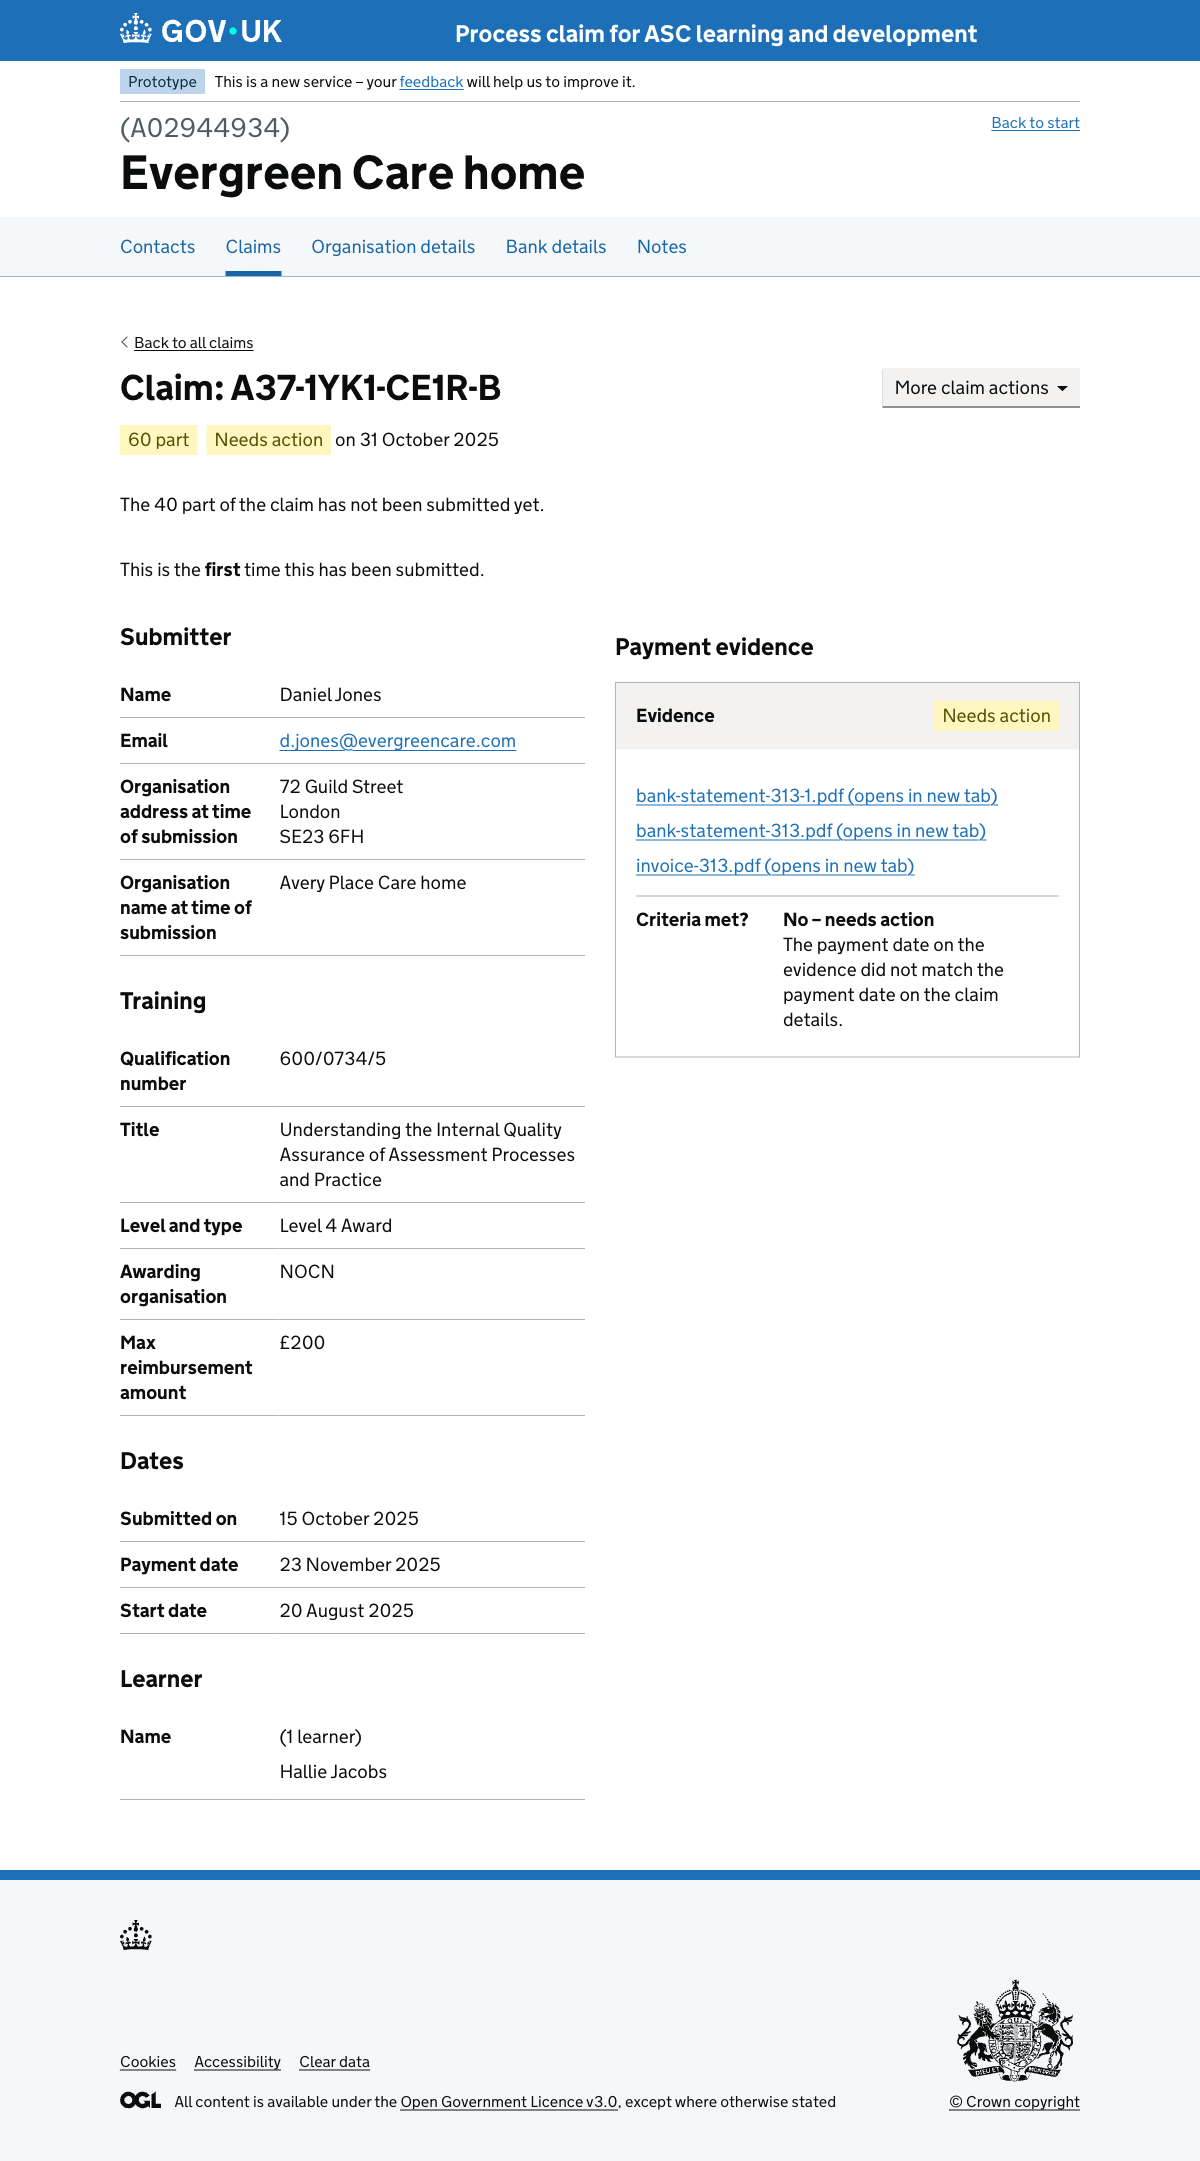 GOV·UK
Process claim for ASC learning and development
Prototype This is a new service – your feedback will help us to improve it.
(A02944934)
Back to start
Evergreen Care home
Contacts Claims Organisation details Bank details Notes
Back to all claims
Claim: A37-1YK1-CE1R-B
More claim actions
60 part Needs action on 31 October 2025
The 40 part of the claim has not been submitted yet.
This is the first time this has been submitted.
Submitter
Name Daniel Jones
Email d.jones@evergreencare.com
Organisation 72 Guild Street
address at time London
of submission SE23 6FH
Organisation Avery Place Care home
name at time of
submission
Training
Qualification 600/0734/5
number
Title Understanding the Internal Quality
Assurance of Assessment Processes
and Practice
Level and type Level 4 Award
Awarding NOCN
organisation
Max £200
reimbursement
amount
Dates
Submitted on 15 October 2025
Payment date 23 November 2025
Start date 20 August 2025
Learner
Name (1 learner)
Hallie Jacobs
Payment evidence
Evidence Needs action
bank-statement-313-1.pdf (opens in new tab)
bank-statement-313.pdf (opens in new tab)
invoice-313.pdf (opens in new tab)
Criteria met? No – needs action
The payment date on the
evidence did not match the
payment date on the claim
details.
Cookies Accessibility Clear data
OGL All content is available under the Open Government Licence v3.0, except where otherwise stated
© Crown copyright